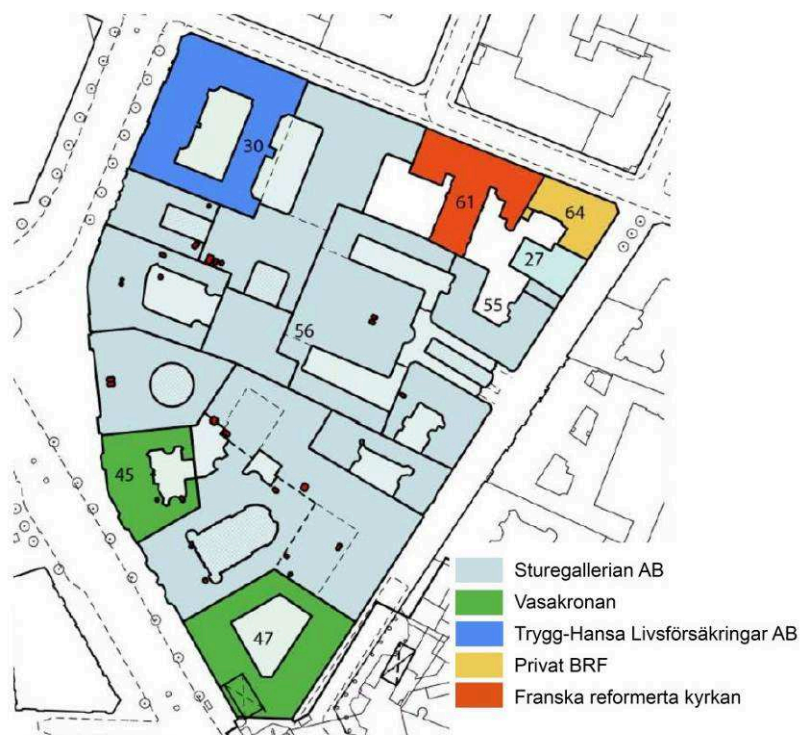 30
61
64
27
55
56
45
47
Sturegallerian AB
Vasakronan
Trygg-Hansa Livsförsäkringar AB
Privat BRF
Franska reformerta kyrkan